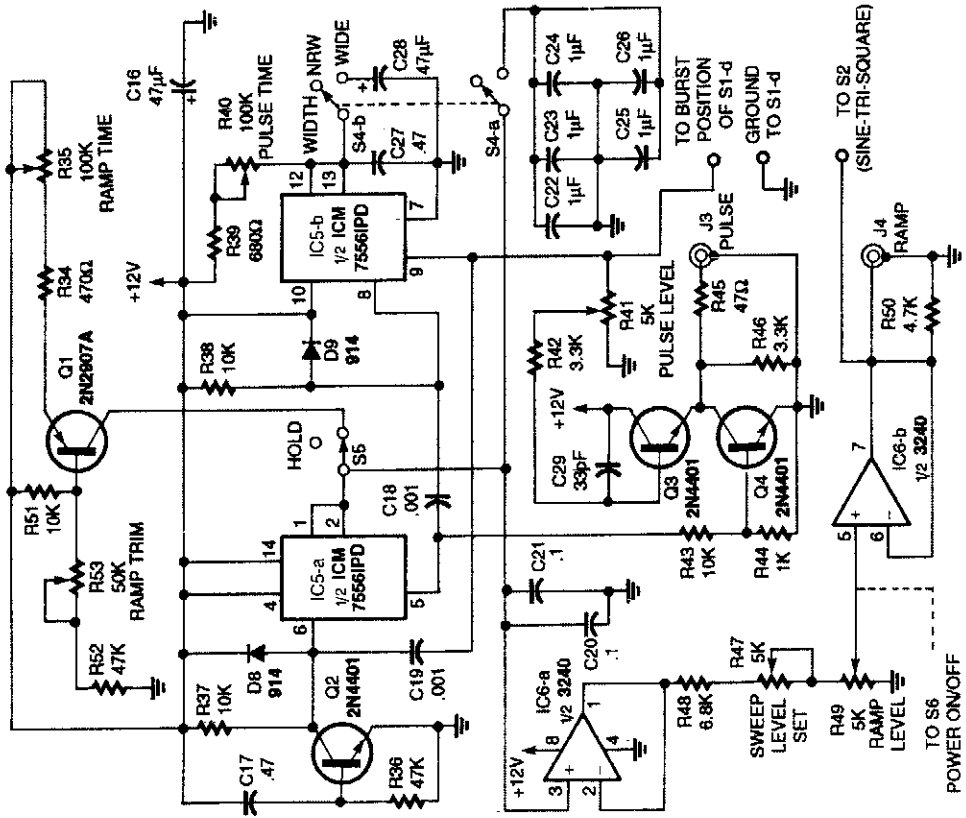 R35
100K
RAMP TIME
R34
470Ω
Q1
2N2907A
R51
10K
R53
50K
RAMP TRIM
R52
47K
C16
47µF
+
+12V
R39
680Ω
R40
100K
PULSE TIME
WIDTH
NRW
WIDE
S4-b
C28
47µF
+
C27
.47
12
13
IC5-b
1/2 ICM
7556IPD
7
9
10
8
R38
10K
D9
914
HOLD
S5
C18
.001
1
2
14
IC5-a
1/2 ICM
7556IPD
4
5
6
D8
914
R37
10K
Q2
2N4401
C19
.001
C17
.47
R36
47K
S4-a
C24
1µF
C26
1µF
C23
1µF
C25
1µF
C22
1µF
TO BURST
POSITION
OF S1-d
GROUND
TO S1-d
R41
5K
PULSE LEVEL
R42
3.3K
+12V
C29
33pF
Q3
2N4401
Q4
2N4401
J3
PULSE
R45
47Ω
R46
3.3K
R43
10K
R44
1K
C21
.1
C20
.1
IC6-a
1/2 3240
+12V
8
3
+
2
–
1
4
R48
6.8K
R47
5K
SWEEP
LEVEL
SET
R49
5K
RAMP
LEVEL
TO S6
POWER ON/OFF
5
+
6
–
7
IC6-b
1/2 3240
R50
4.7K
J4
RAMP
TO S2
(SINE-TRI-SQUARE)